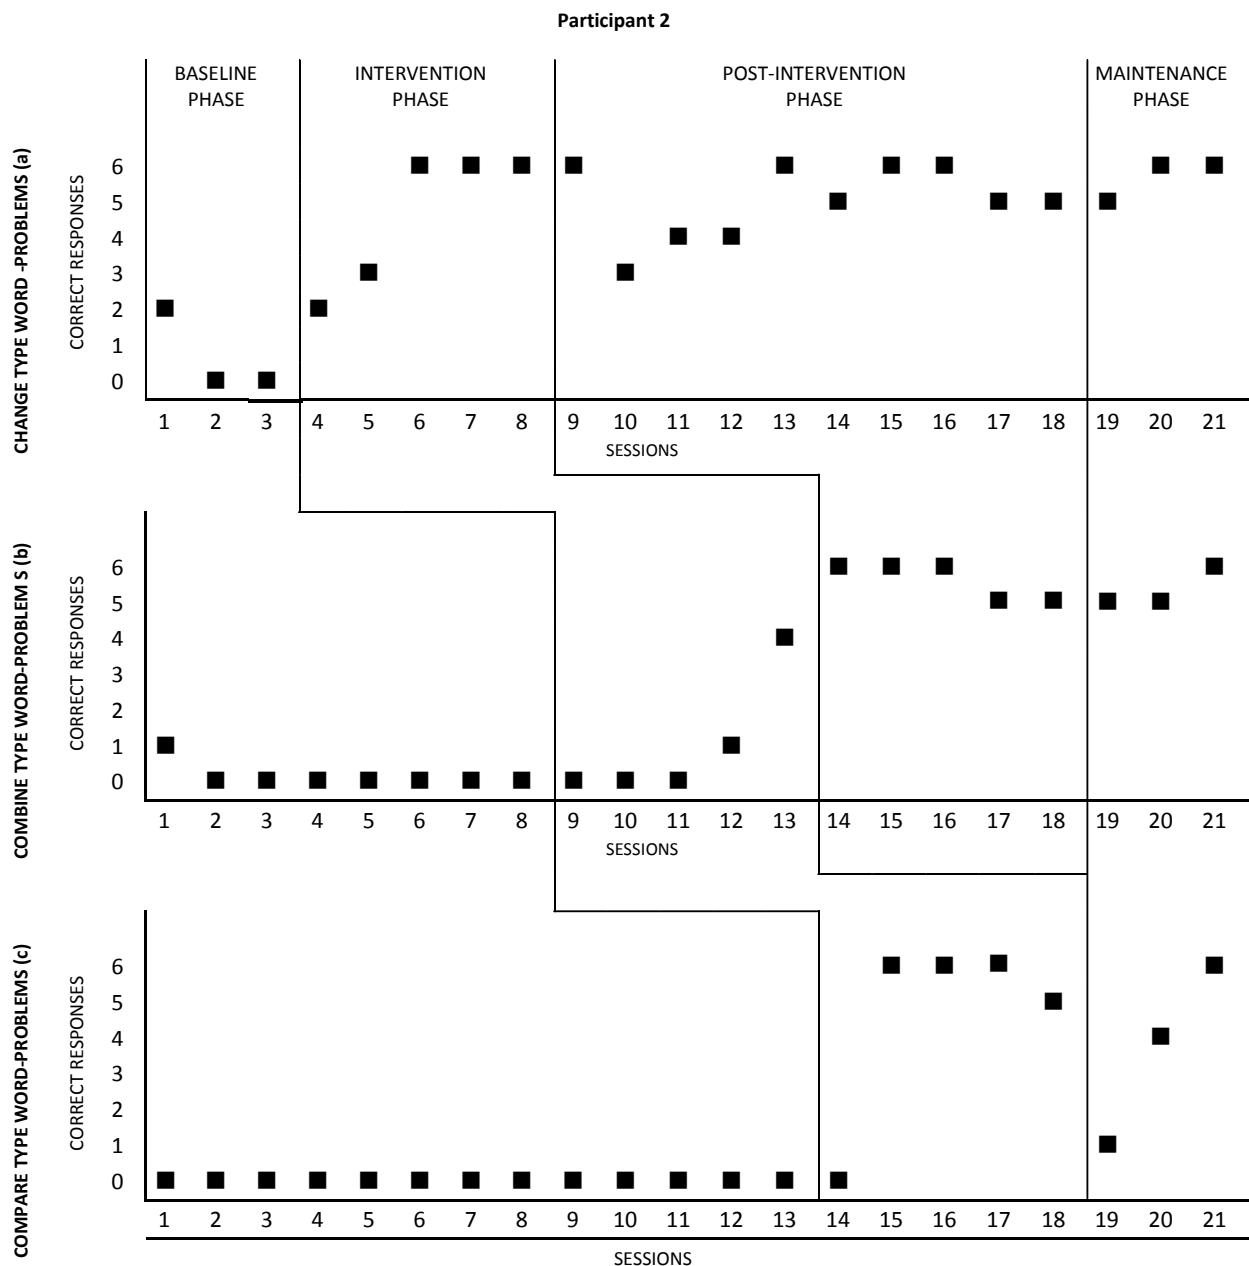 Participant 2
BASELINE
PHASE
INTERVENTION
PHASE
POST-INTERVENTION
PHASE
MAINTENANCE
PHASE
CHANGE TYPE WORD -PROBLEMS (a)
CORRECT RESPONSES
6
5
4
3
2
1
0
1 2 3 4 5 6 7 8 9 10 11 12 13 14 15 16 17 18 19 20 21
SESSIONS
COMBINE TYPE WORD-PROBLEM S (b)
CORRECT RESPONSES
6
5
4
3
2
1
0
1 2 3 4 5 6 7 8 9 10 11 12 13 14 15 16 17 18 19 20 21
SESSIONS
COMPARE TYPE WORD-PROBLEMS (c)
CORRECT RESPONSES
6
5
4
3
2
1
0
1 2 3 4 5 6 7 8 9 10 11 12 13 14 15 16 17 18 19 20 21
SESSIONS